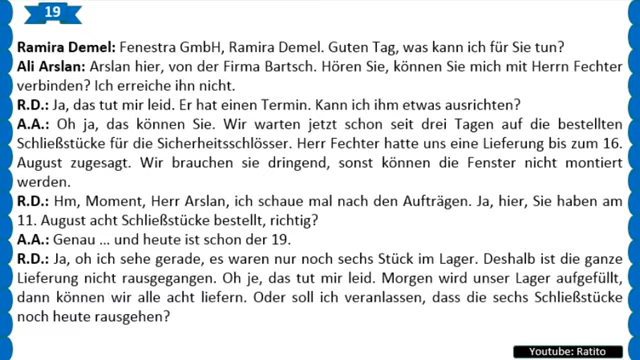 19
Ramira Demel: Fenestra GmbH, Ramira Demel. Guten Tag, was kann ich für Sie tun?
Ali Arslan: Arslan hier, von der Firma Bartsch. Hören Sie, können Sie mich mit Herrn Fechter
verbinden? Ich erreiche ihn nicht.
R.D.: Ja, das tut mir leid. Er hat einen Termin. Kann ich ihm etwas ausrichten?
A.A.: Oh ja, das können Sie. Wir warten jetzt schon seit drei Tagen auf die bestellten
Schließstücke für die Sicherheitsschlösser. Herr Fechter hatte uns eine Lieferung bis zum 16.
August zugesagt. Wir brauchen sie dringend, sonst können die Fenster nicht montiert
werden.
R.D.: Hm, Moment, Herr Arslan, ich schaue mal nach den Aufträgen. Ja, hier, Sie haben am
11. August acht Schließstücke bestellt, richtig?
A.A.: Genau ... und heute ist schon der 19.
R.D.: Ja, oh ich sehe gerade, es waren nur noch sechs Stück im Lager. Deshalb ist die ganze
Lieferung nicht rausgegangen. Oh je, das tut mir leid. Morgen wird unser Lager aufgefüllt,
dann können wir alle acht liefern. Oder soll ich veranlassen, dass die sechs Schließstücke
noch heute rausgehen?
Youtube: Ratito